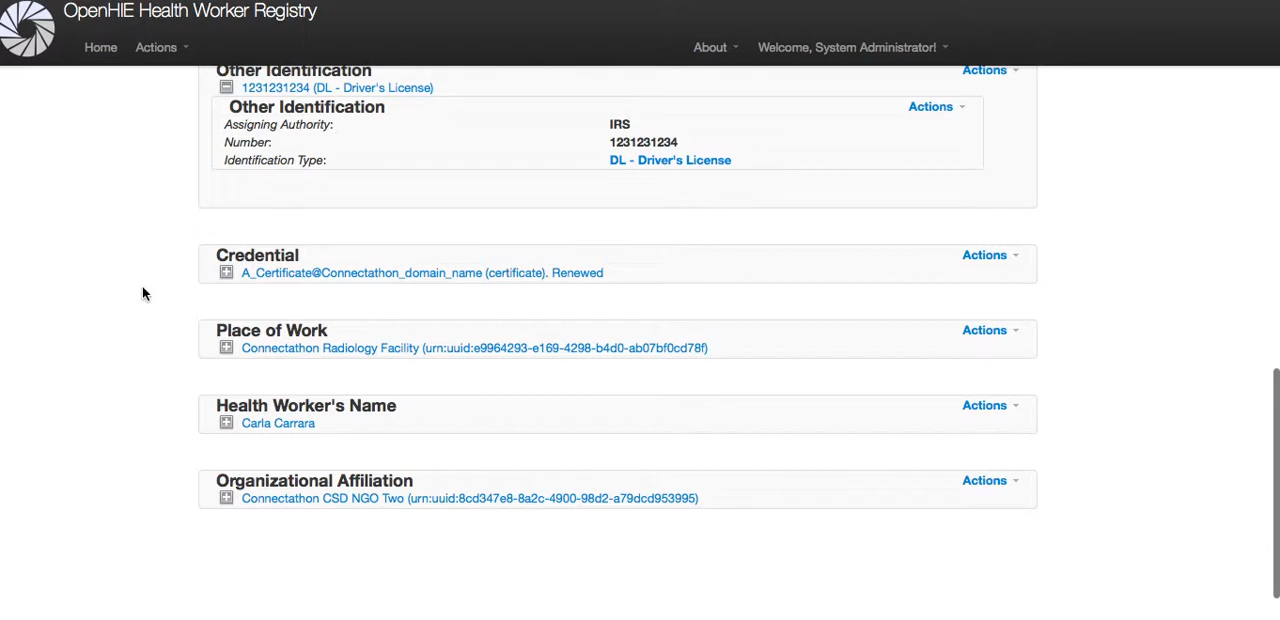 OpenHIE Health Worker Registry
Home Actions About Welcome, System Administrator!
Other Identification Actions
1231231234 (DL - Driver's License)
Other Identification Actions
Assigning Authority: IRS
Number: 1231231234
Identification Type: DL - Driver's License
Credential Actions
A_Certificate@Connectathon_domain_name (certificate). Renewed
Place of Work Actions
Connectathon Radiology Facility (urn:uuid:e9964293-e169-4298-b4d0-ab07bf0cd78f)
Health Worker's Name Actions
Carla Carrara
Organizational Affiliation Actions
Connectathon CSD NGO Two (urn:uuid:8cd347e8-8a2c-4900-98d2-a79dcd953995)